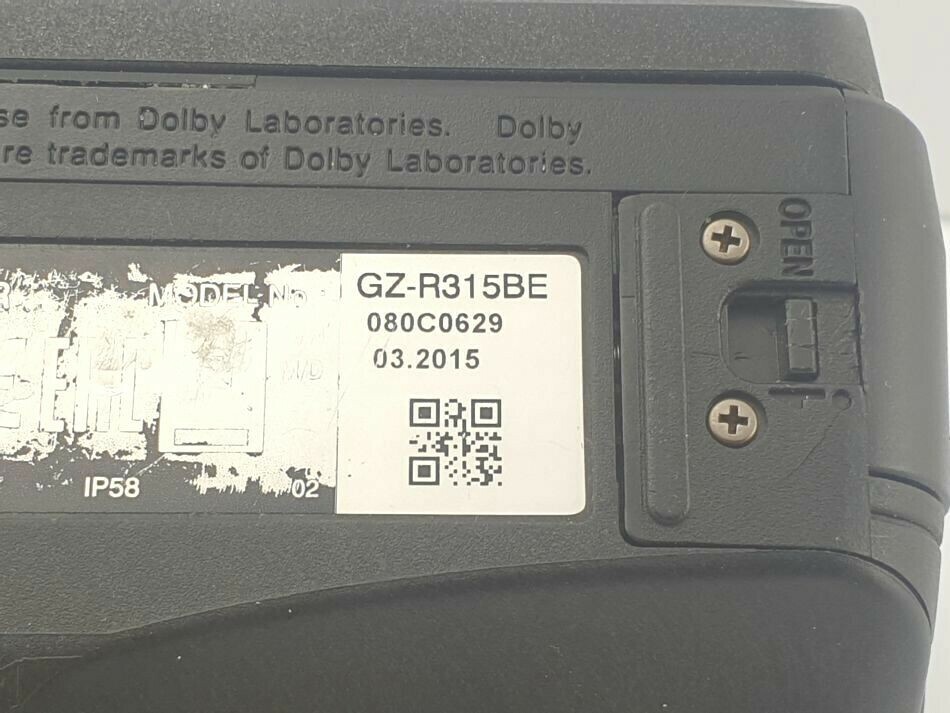 se from Dolby Laboratories. Dolby
re trademarks of Dolby Laboratories.
OPEN
R
MODEL No.
GZ-R315BE
080C0629
M/D
03.2015
IP58
02